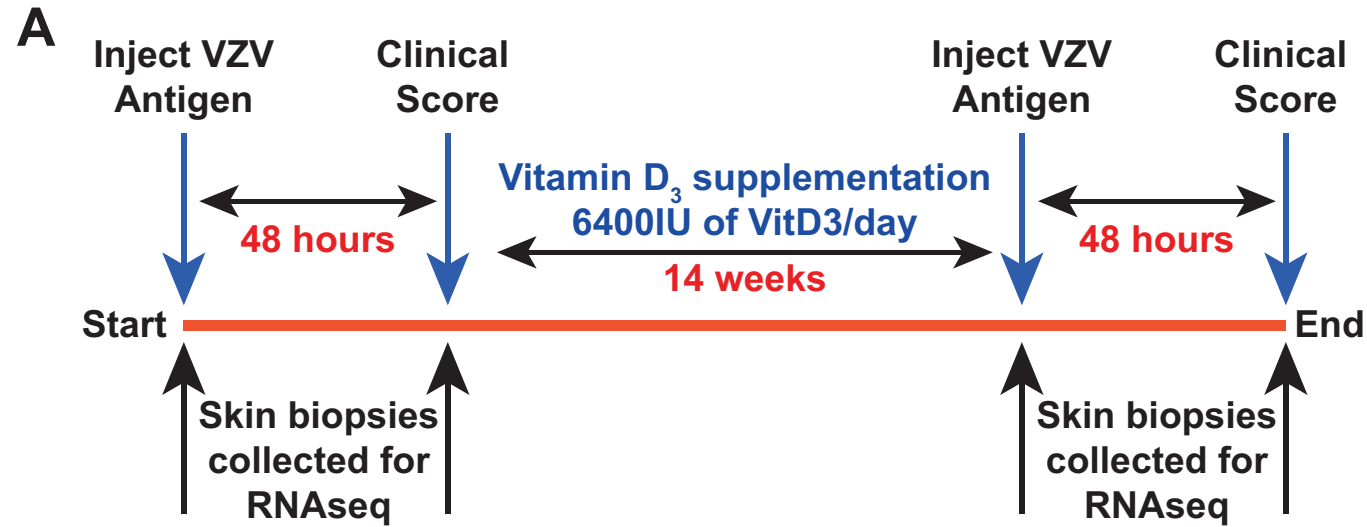 A
Inject VZV
Antigen
Clinical
Score
Inject VZV
Antigen
Clinical
Score
48 hours
Vitamin D₃ supplementation
6400IU of VitD3/day
14 weeks
48 hours
Start
End
Skin biopsies
collected for
RNAseq
Skin biopsies
collected for
RNAseq